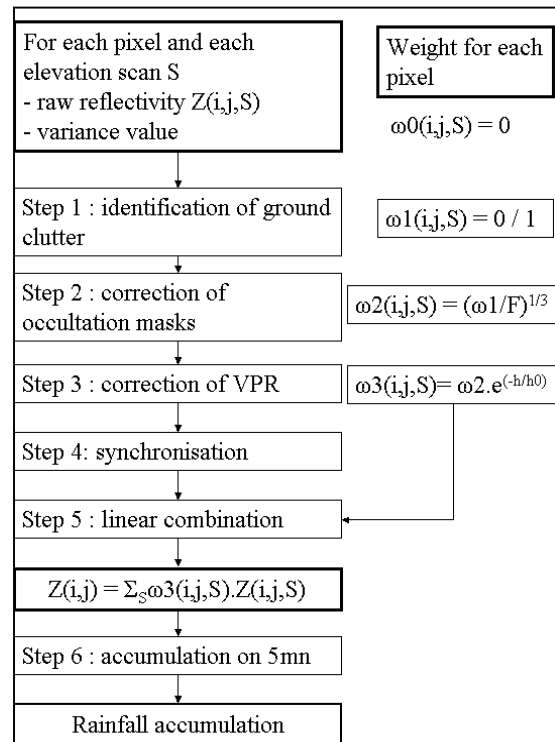 For each pixel and each
elevation scan S
- raw reflectivity Z(i,j,S)
- variance value
Weight for each
pixel
ω0(i,j,S) = 0
Step 1 : identification of ground
clutter
ω1(i,j,S) = 0 / 1
Step 2 : correction of
occultation masks
ω2(i,j,S) = (ω1/F)^1/3
Step 3 : correction of VPR
ω3(i,j,S)= ω2.e^(-h/h0)
Step 4: synchronisation
Step 5 : linear combination
Z(i,j) = Σ_Sω3(i,j,S).Z(i,j,S)
Step 6 : accumulation on 5mn
Rainfall accumulation